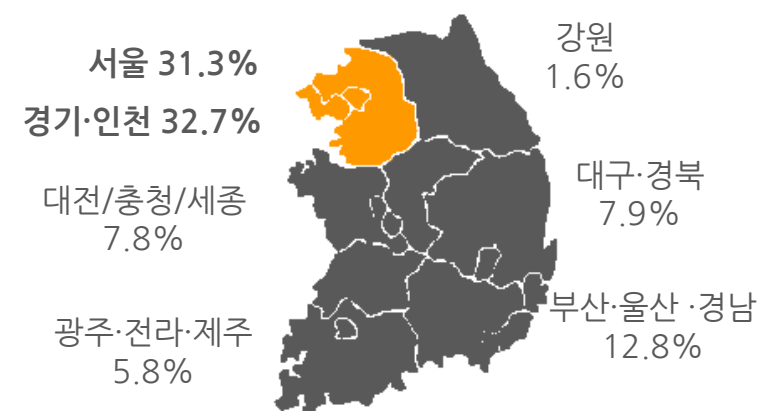 서울 31.3%
경기·인천 32.7%
강원
1.6%
대전/충청/세종
7.8%
대구·경북
7.9%
광주·전라·제주
5.8%
부산·울산 ·경남
12.8%